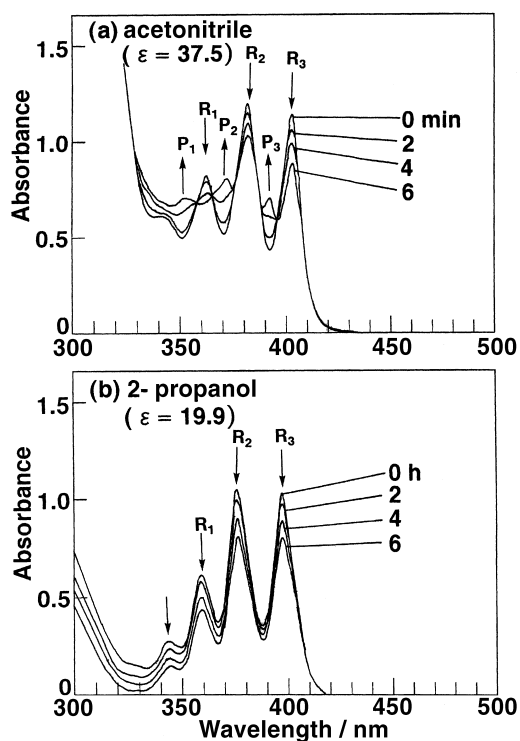 (a) acetonitrile
( ε = 37.5)
R2
R3
R1
P1
P2
P3
0 min
2
4
6
1.5
1.0
0.5
0
Absorbance
300 350 400 450 500
(b) 2- propanol
( ε = 19.9)
R2
R3
R1
0 h
2
4
6
1.5
1.0
0.5
0
Absorbance
300 350 400 450 500
Wavelength / nm